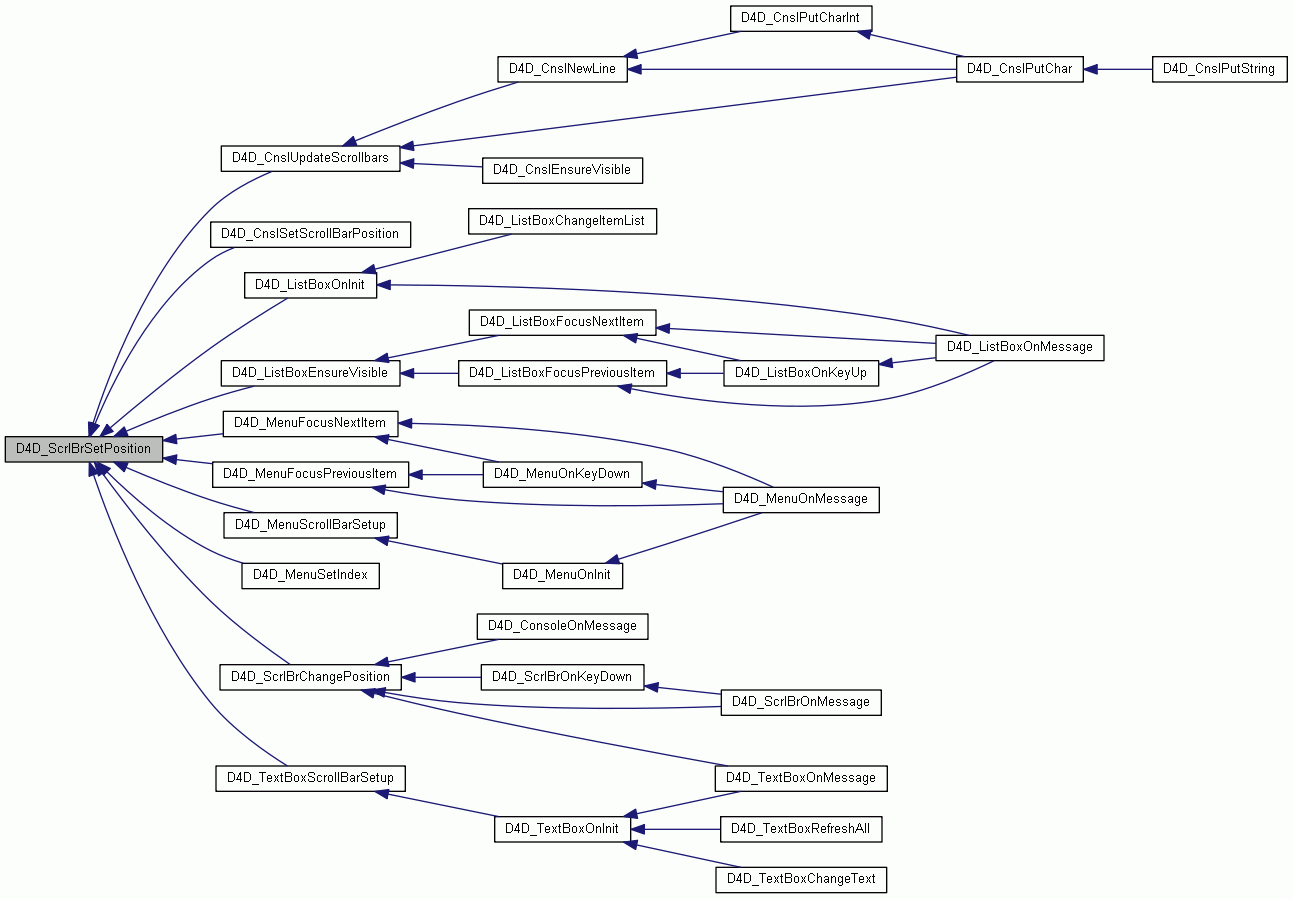 D4D_CnslPutCharInt
D4D_CnslNewLine
D4D_CnslPutChar
D4D_CnslPutString
D4D_CnslUpdateScrollbars
D4D_CnslEnsureVisible
D4D_CnslSetScrollBarPosition
D4D_ListBoxChangeItemList
D4D_ListBoxOnInit
D4D_ListBoxFocusNextItem
D4D_ListBoxOnMessage
D4D_ListBoxEnsureVisible
D4D_ListBoxFocusPreviousItem
D4D_ListBoxOnKeyUp
D4D_MenuFocusNextItem
D4D_ScrlBrSetPosition
D4D_MenuFocusPreviousItem
D4D_MenuOnKeyDown
D4D_MenuOnMessage
D4D_MenuScrollBarSetup
D4D_MenuSetIndex
D4D_MenuOnInit
D4D_ConsoleOnMessage
D4D_ScrlBrChangePosition
D4D_ScrlBrOnKeyDown
D4D_ScrlBrOnMessage
D4D_TextBoxScrollBarSetup
D4D_TextBoxOnMessage
D4D_TextBoxOnInit
D4D_TextBoxRefreshAll
D4D_TextBoxChangeText